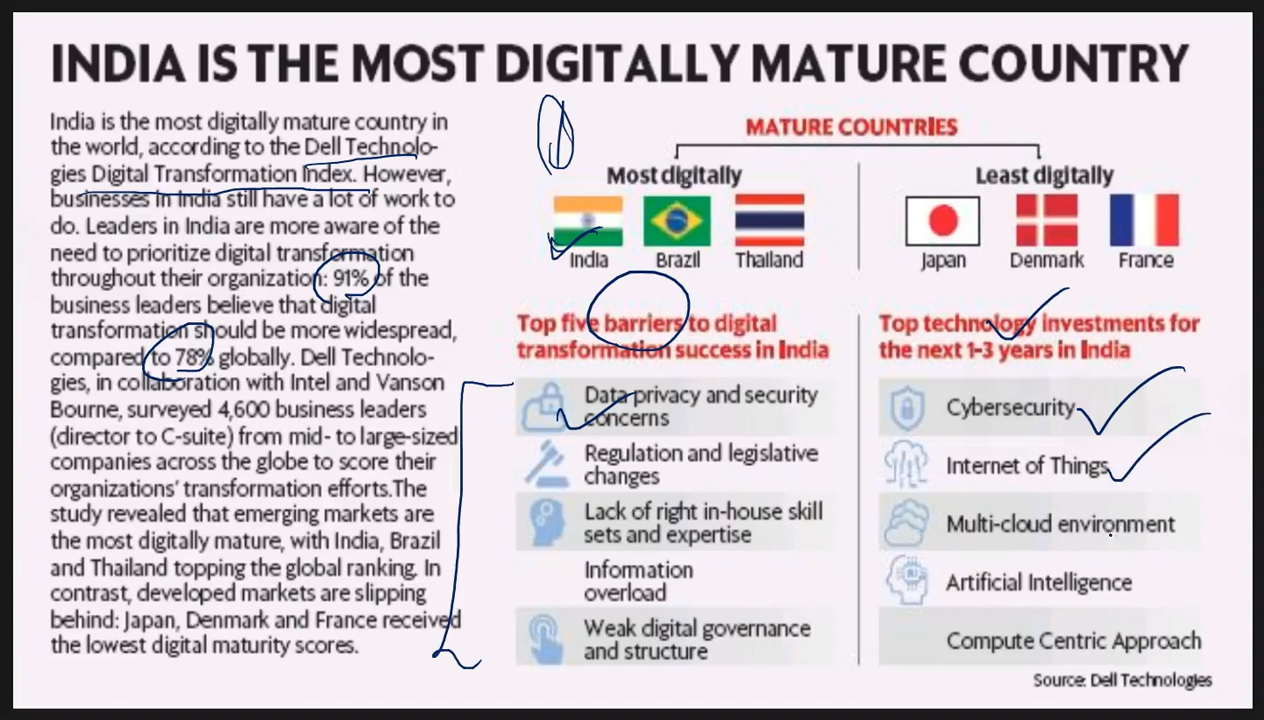 INDIA IS THE MOST DIGITALLY MATURE COUNTRY
India is the most digitally mature country in
the world, according to the Dell Technolo-
gies Digital Transformation Index. However,
businesses in India still have a lot of work to
do. Leaders in India are more aware of the
need to prioritize digital transformation
throughout their organization: 91% of the
business leaders believe that digital
transformation should be more widespread,
compared to 78% globally. Dell Technolo-
gies, in collaboration with Intel and Vanson
Bourne, surveyed 4,600 business leaders
(director to C-suite) from mid- to large-sized
companies across the globe to score their
organizations' transformation efforts.The
study revealed that emerging markets are
the most digitally mature, with India, Brazil
and Thailand topping the global ranking. In
contrast, developed markets are slipping
behind: Japan, Denmark and France received
the lowest digital maturity scores.
MATURE COUNTRIES
Most digitally
India Brazil Thailand
Least digitally
Japan Denmark France
Top five barriers to digital
transformation success in India
Data privacy and security
concerns
Regulation and legislative
changes
Lack of right in-house skill
sets and expertise
Information
overload
Weak digital governance
and structure
Top technology investments for
the next 1-3 years in India
Cybersecurity
Internet of Things
Multi-cloud environment
Artificial Intelligence
AI
Compute Centric Approach
Source: Dell Technologies